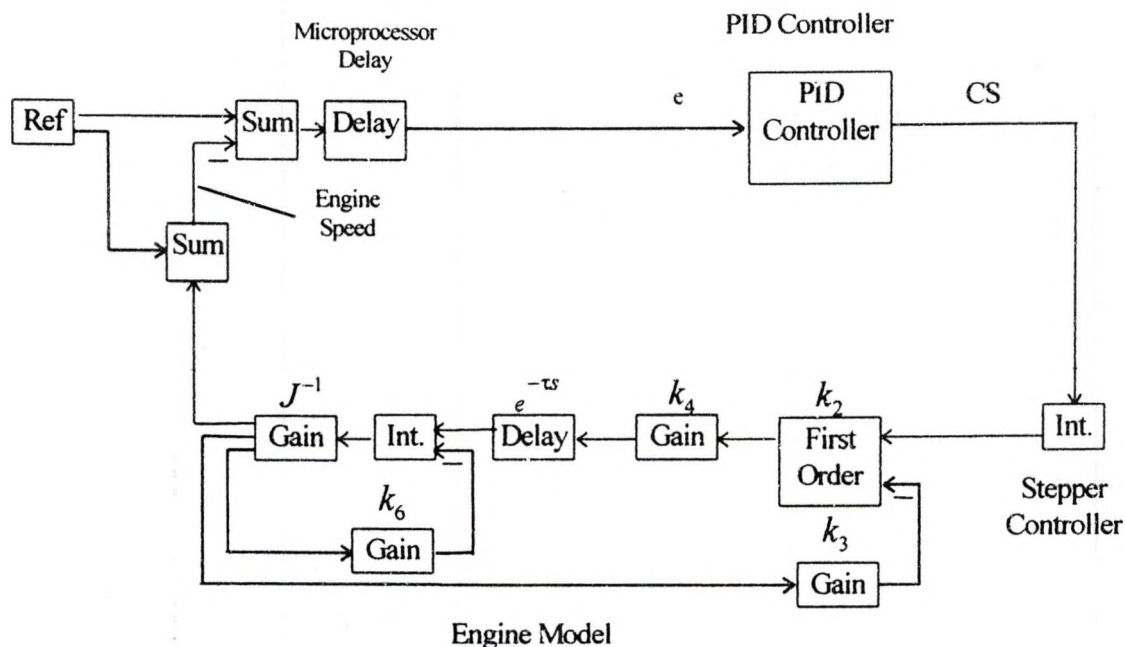 Microprocessor
Delay
PID Controller
Ref
Sum
Delay
e
PID
Controller
CS
−
Engine
Speed
Sum
J⁻¹
Gain
Int.
−
e^{-τs}
Delay
k₄
Gain
k₂
First
Order
−
Int.
Stepper
Controller
k₆
Gain
k₃
Gain
Engine Model